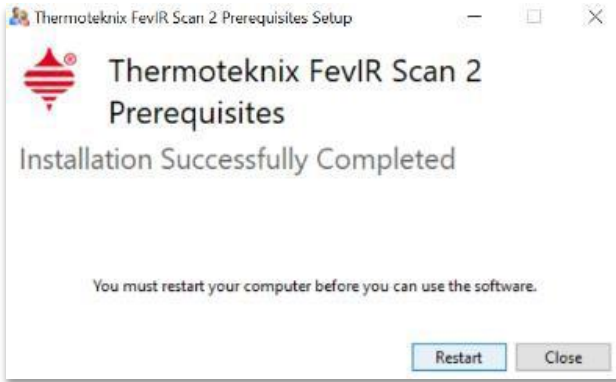 Thermoteknix FevIR Scan 2 Prerequisites Setup
®
Thermoteknix FevIR Scan 2
Prerequisites
Installation Successfully Completed
You must restart your computer before you can use the software.
Restart
Close